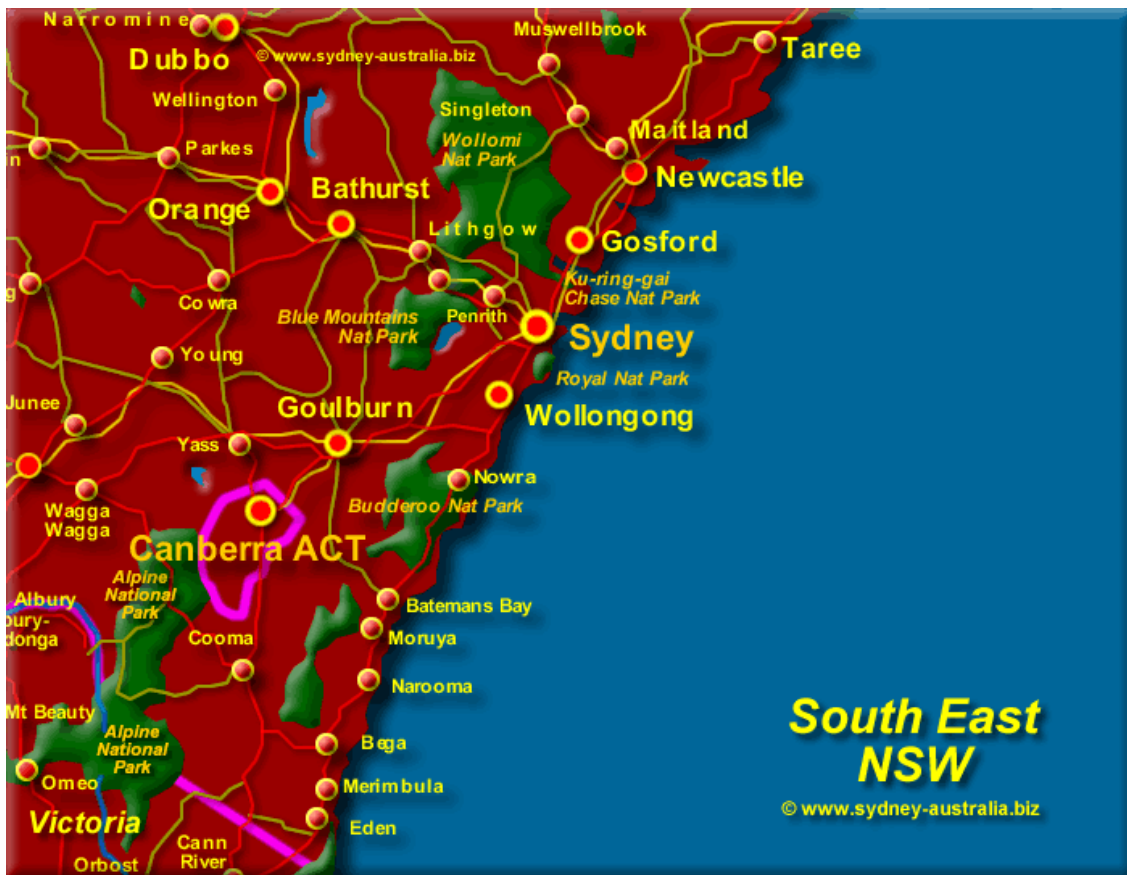 Narromine
Muswellbrook
Taree
Dubbo
© www.sydney-australia.biz
Wellington
Singleton
Maitland
Wollomi
Nat Park
in
Parkes
Newcastle
Bathurst
Orange
Lithgow
Gosford
Ku-ring-gai
Chase Nat Park
g
Cowra
Blue Mountains
Nat Park
Penrith
Sydney
Young
Royal Nat Park
Junee
Goulburn
Wollongong
Yass
Nowra
Wagga
Wagga
Budderoo Nat Park
Canberra ACT
Alpine
National
Park
Albury
bury-
donga
Batemans Bay
Cooma
Moruya
Narooma
Mt Beauty
Alpine
National
Park
South East
NSW
Bega
Omeo
Merimbula
© www.sydney-australia.biz
Victoria
Eden
Cann
River
Orbost